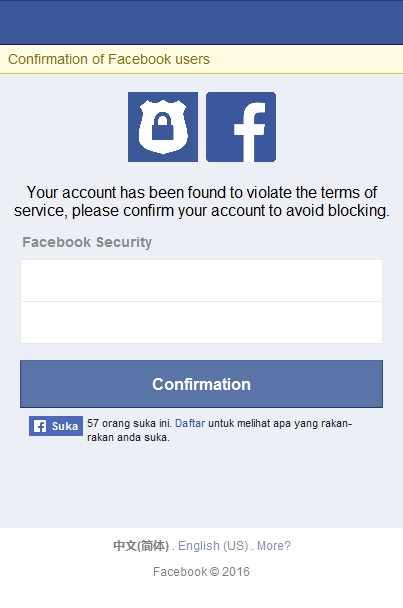 Confirmation of Facebook users
Your account has been found to violate the terms of
service, please confirm your account to avoid blocking.
Facebook Security
Confirmation
Suka 57 orang suka ini. Daftar untuk melihat apa yang rakan-
rakan anda suka.
中文(简体) . English (US) . More?
Facebook © 2016